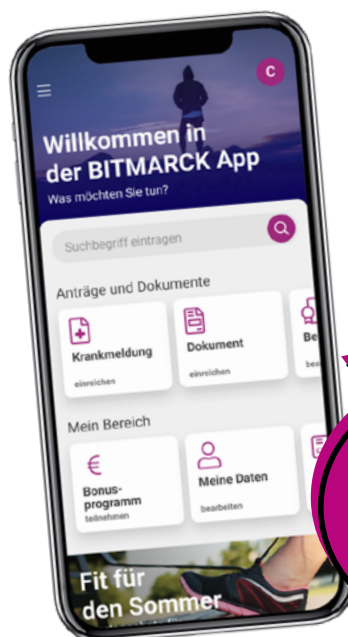 C
Willkommen in
der BITMARCK App
Was möchten Sie tun?
Suchbegriff eintragen
Anträge und Dokumente
Krankmeldung
einreichen
Dokument
einreichen
Be
Mein Bereich
€
Bonus-
programm
teilnehmen
Meine Daten
bearbeiten
Fit für
den Sommer